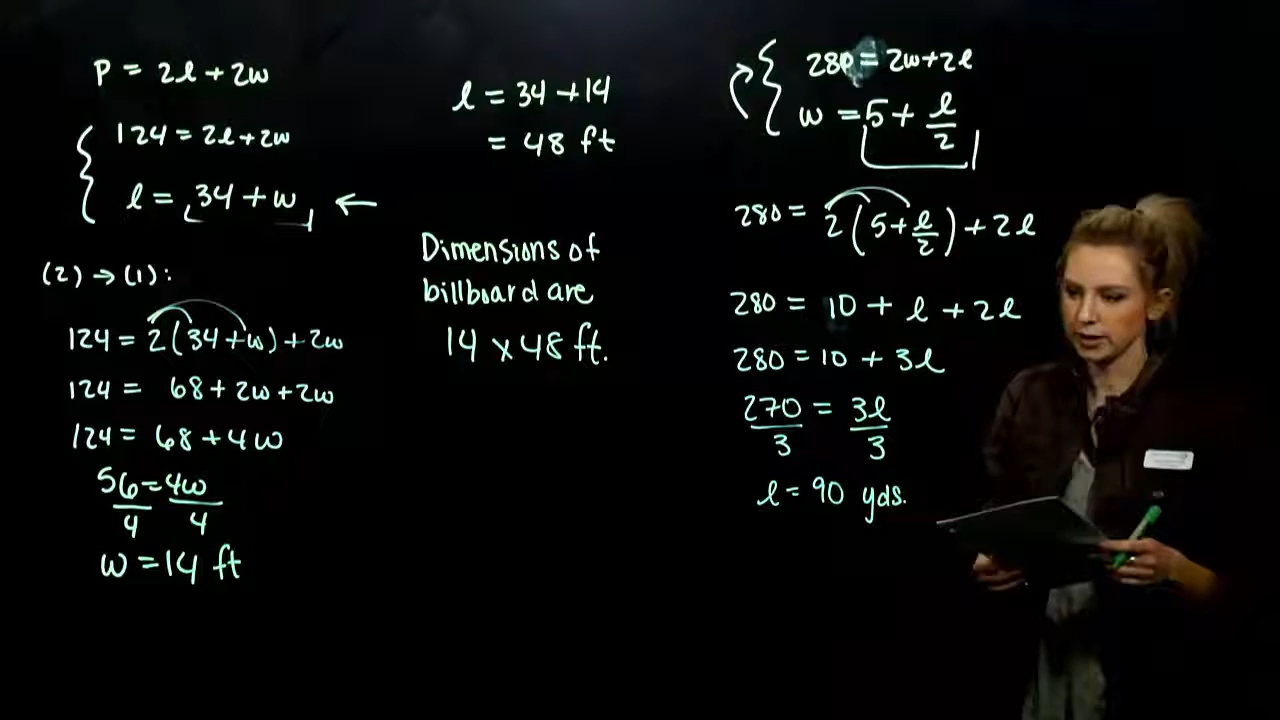 P = 2l + 2w
124 = 2l + 2w
l = 34 + w ←
(2) → (1):
124 = 2(34 + w) + 2w
124 = 68 + 2w + 2w
124 = 68 + 4w
56 = 4w
4 4
w = 14 ft
l = 34 + 14
= 48 ft
Dimensions of
billboard are
14 x 48 ft.
280 = 2w + 2l
w = 5 + l/2
280 = 2(5 + l/2) + 2l
280 = 10 + l + 2l
280 = 10 + 3l
270 = 3l
3 3
l = 90 yds.